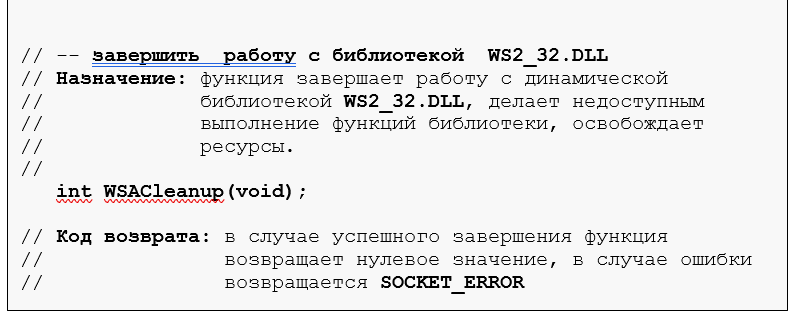 // -- завершить работу с библиотекой WS2_32.DLL
// Назначение: функция завершает работу с динамической
// библиотекой WS2_32.DLL, делает недоступным
// выполнение функций библиотеки, освобождает
// ресурсы.
//
int WSACleanup(void);
// Код возврата: в случае успешного завершения функция
// возвращает нулевое значение, в случае ошибки
// возвращается SOCKET_ERROR